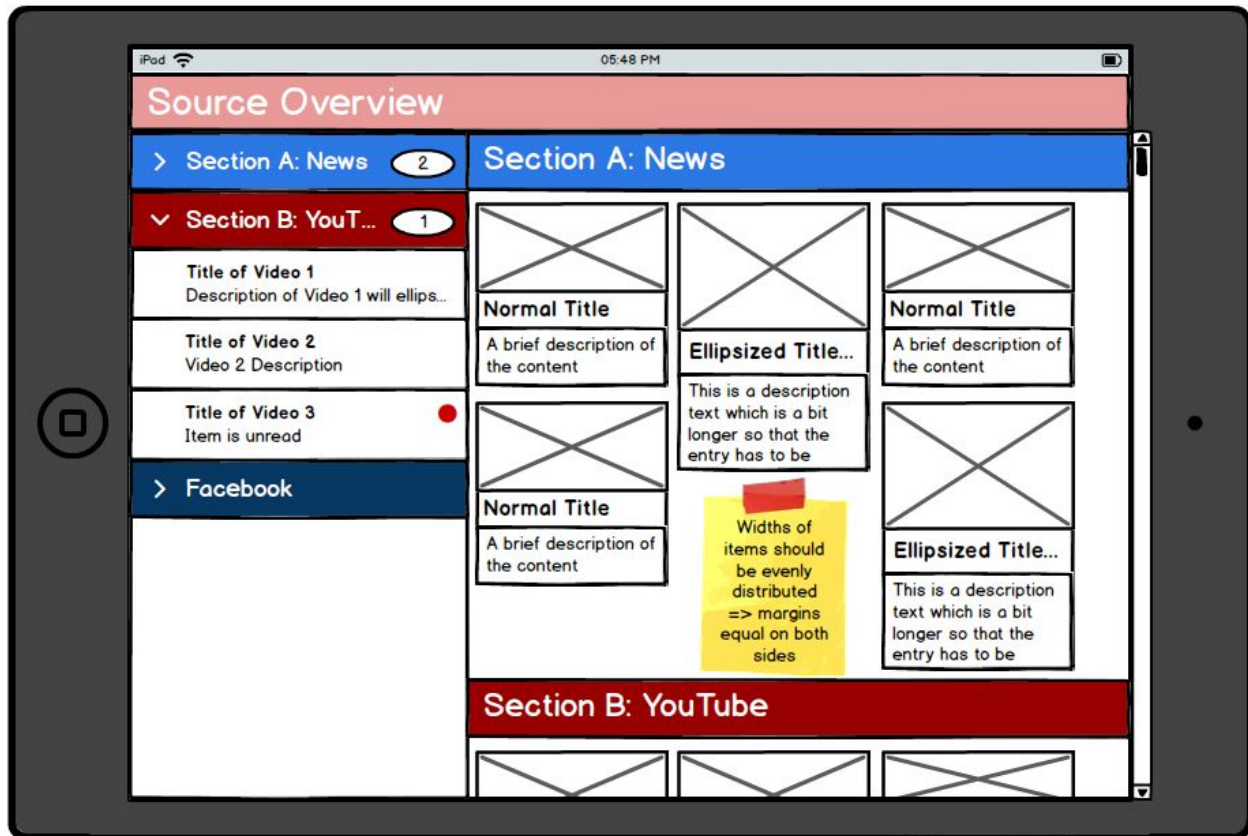 iPad
05:48 PM
Source Overview
Section A: News
2
Section B: YouT...
1
Title of Video 1
Description of Video 1 will ellips...
Title of Video 2
Video 2 Description
Title of Video 3
Item is unread
Facebook
Section A: News
Normal Title
A brief description of
the content
Normal Title
A brief description of
the content
Ellipsized Title...
This is a description
text which is a bit
longer so that the
entry has to be
Widths of
items should
be evenly
distributed
=> margins
equal on both
sides
Normal Title
A brief description of
the content
Ellipsized Title...
This is a description
text which is a bit
longer so that the
entry has to be
Section B: YouTube